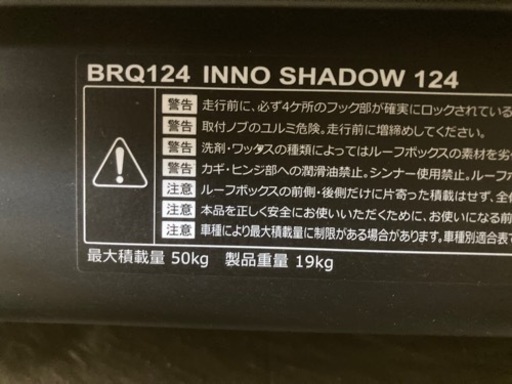 BRQ124 INNO SHADOW 124
警告 走行前に、必ず4ケ所のフック部が確実にロックされている
警告 取付ノブのユルミ危険。走行前に増締めしてください。
警告 洗剤・ワックスの種類によってはルーフボックスの素材を劣
警告 カギ・ヒンジ部への潤滑油禁止。シンナー使用禁止。ルーフボ
注意 ルーフボックスの前側・後側だけに片寄った積載はせず、全体
注意 本品を正しく安全にお使いいただくために、お使いになる前
注意 車種により最大積載量に制限がある場合があります。車種別適合表で
最大積載量 50kg 製品重量 19kg